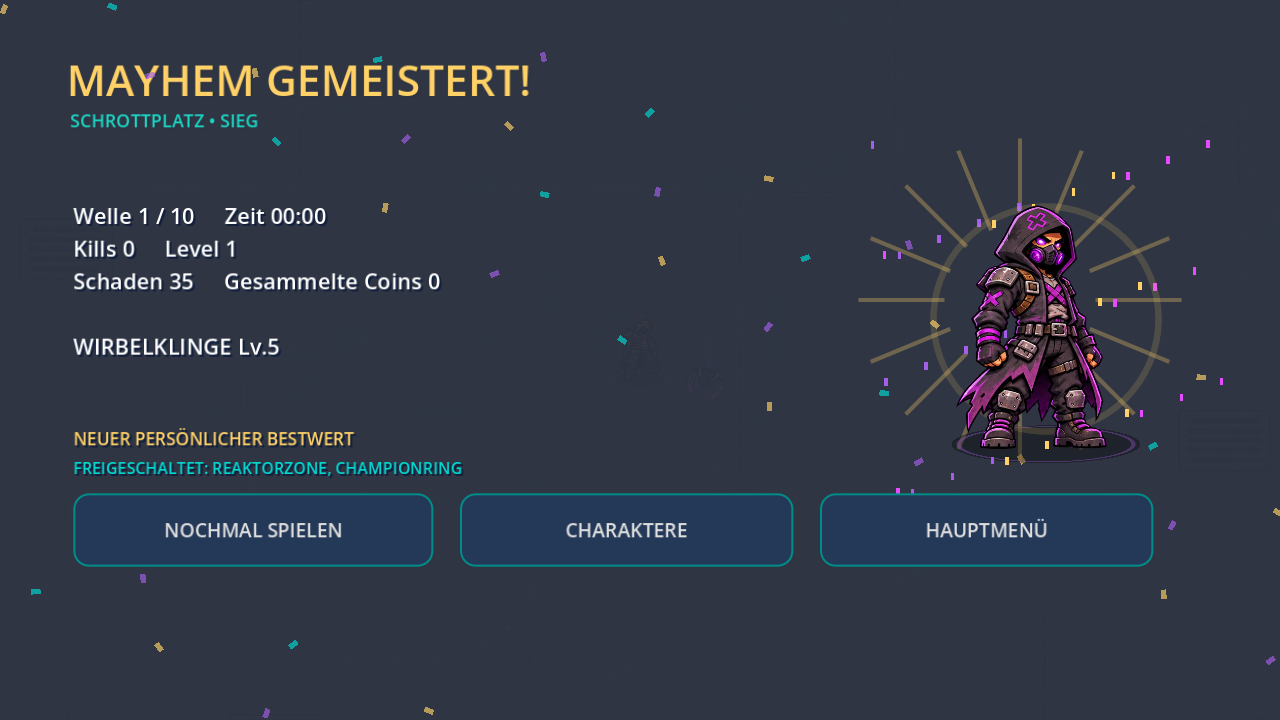 MAYHEM GEMEISTERT!
SCHROTTPLATZ • SIEG
Welle 1 / 10 Zeit 00:00
Kills 0 Level 1
Schaden 35 Gesammelte Coins 0
WIRBELKLINGE Lv.5
NEUER PERSÖNLICHER BESTWERT
FREIGESCHALTET: REAKTORZONE, CHAMPIONRING
NOCHMAL SPIELEN CHARAKTERE HAUPTMENÜ